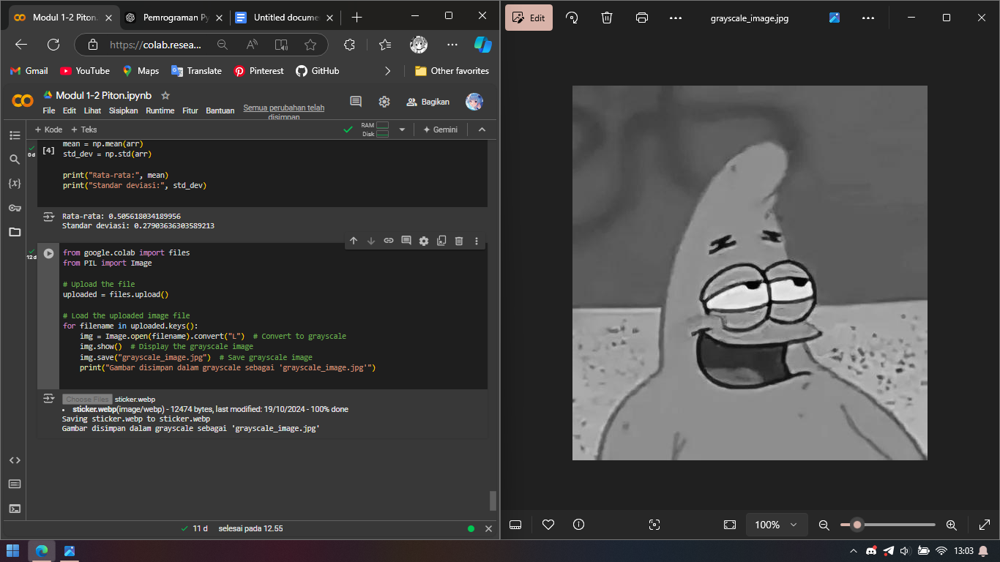 Modul 1-2 Piton.
Pemrograman Py
Untitled docume
https://colab.resea...
Gmail
YouTube
Maps
Translate
Pinterest
GitHub
Other favorites
Modul 1-2 Piton.ipynb
File Edit Lihat Sisipkan Runtime Fitur Bantuan
Semua perubahan telah
disimpan
Bagikan
+ Kode + Teks
RAM
Disk
Gemini
0d
[4]
mean = np.mean(arr)
std_dev = np.std(arr)
print("Rata-rata:", mean)
print("Standar deviasi:", std_dev)
Rata-rata: 0.505618034189956
Standar deviasi: 0.27903636303589213
12d
from google.colab import files
from PIL import Image
# Upload the file
uploaded = files.upload()
# Load the uploaded image file
for filename in uploaded.keys():
img = Image.open(filename).convert("L")  # Convert to grayscale
img.show()  # Display the grayscale image
img.save("grayscale_image.jpg")  # Save grayscale image
print("Gambar disimpan dalam grayscale sebagai 'grayscale_image.jpg'")
Choose Files sticker.webp
• sticker.webp(image/webp) - 12474 bytes, last modified: 19/10/2024 - 100% done
Saving sticker.webp to sticker.webp
Gambar disimpan dalam grayscale sebagai 'grayscale_image.jpg'
11 d selesai pada 12.55
Edit
grayscale_image.jpg
100%
13:03